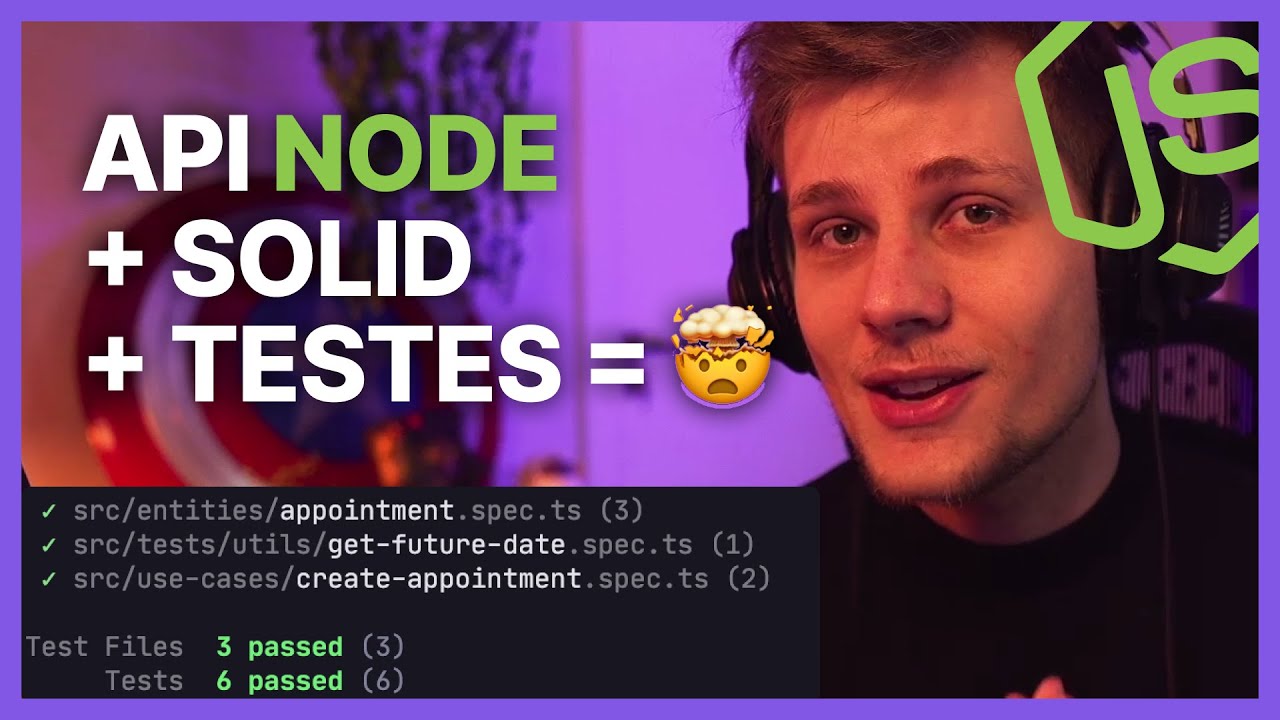 API NODE
+ SOLID
+ TESTES =
JS
✓ src/entities/appointment.spec.ts (3)
✓ src/tests/utils/get-future-date.spec.ts (1)
✓ src/use-cases/create-appointment.spec.ts (2)
Test Files 3 passed (3)
Tests 6 passed (6)